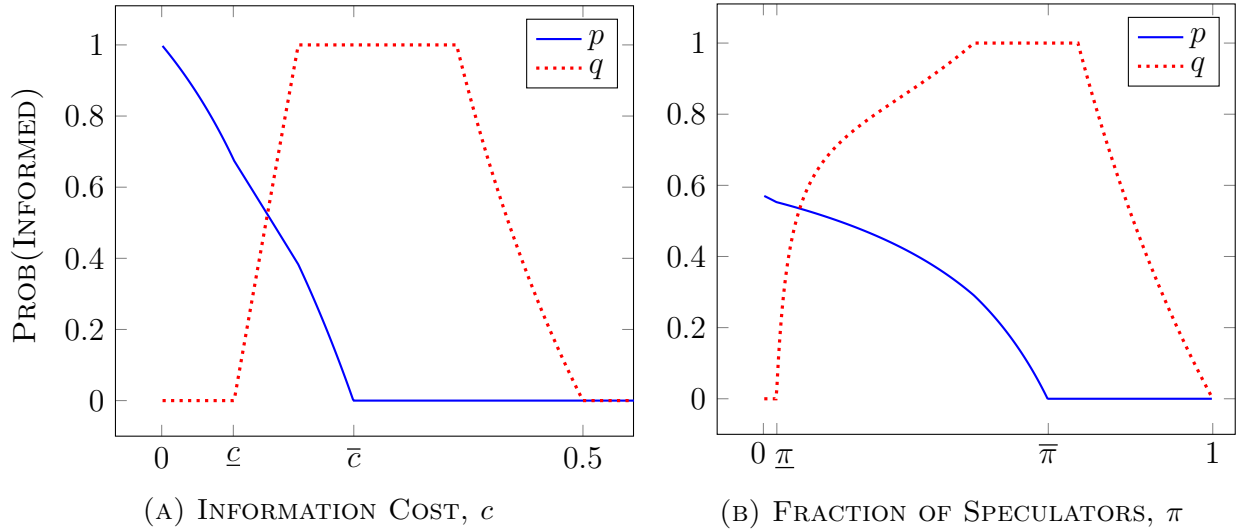 PROB(INFORMED)
1
0.8
0.6
0.4
0.2
0
p
q
0 c̲ c̅ 0.5
(A) INFORMATION COST, c
1
0.8
0.6
0.4
0.2
0
p
q
0 π̲ π̅ 1
(B) FRACTION OF SPECULATORS, π